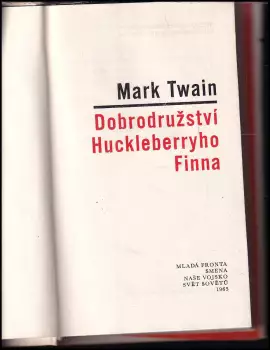 Mark Twain
Dobrodružství
Huckleberryho
Finna
MLADÁ FRONTA
SMENA
NAŠE VOJSKO
SVĚT SOVĚTŮ
1965